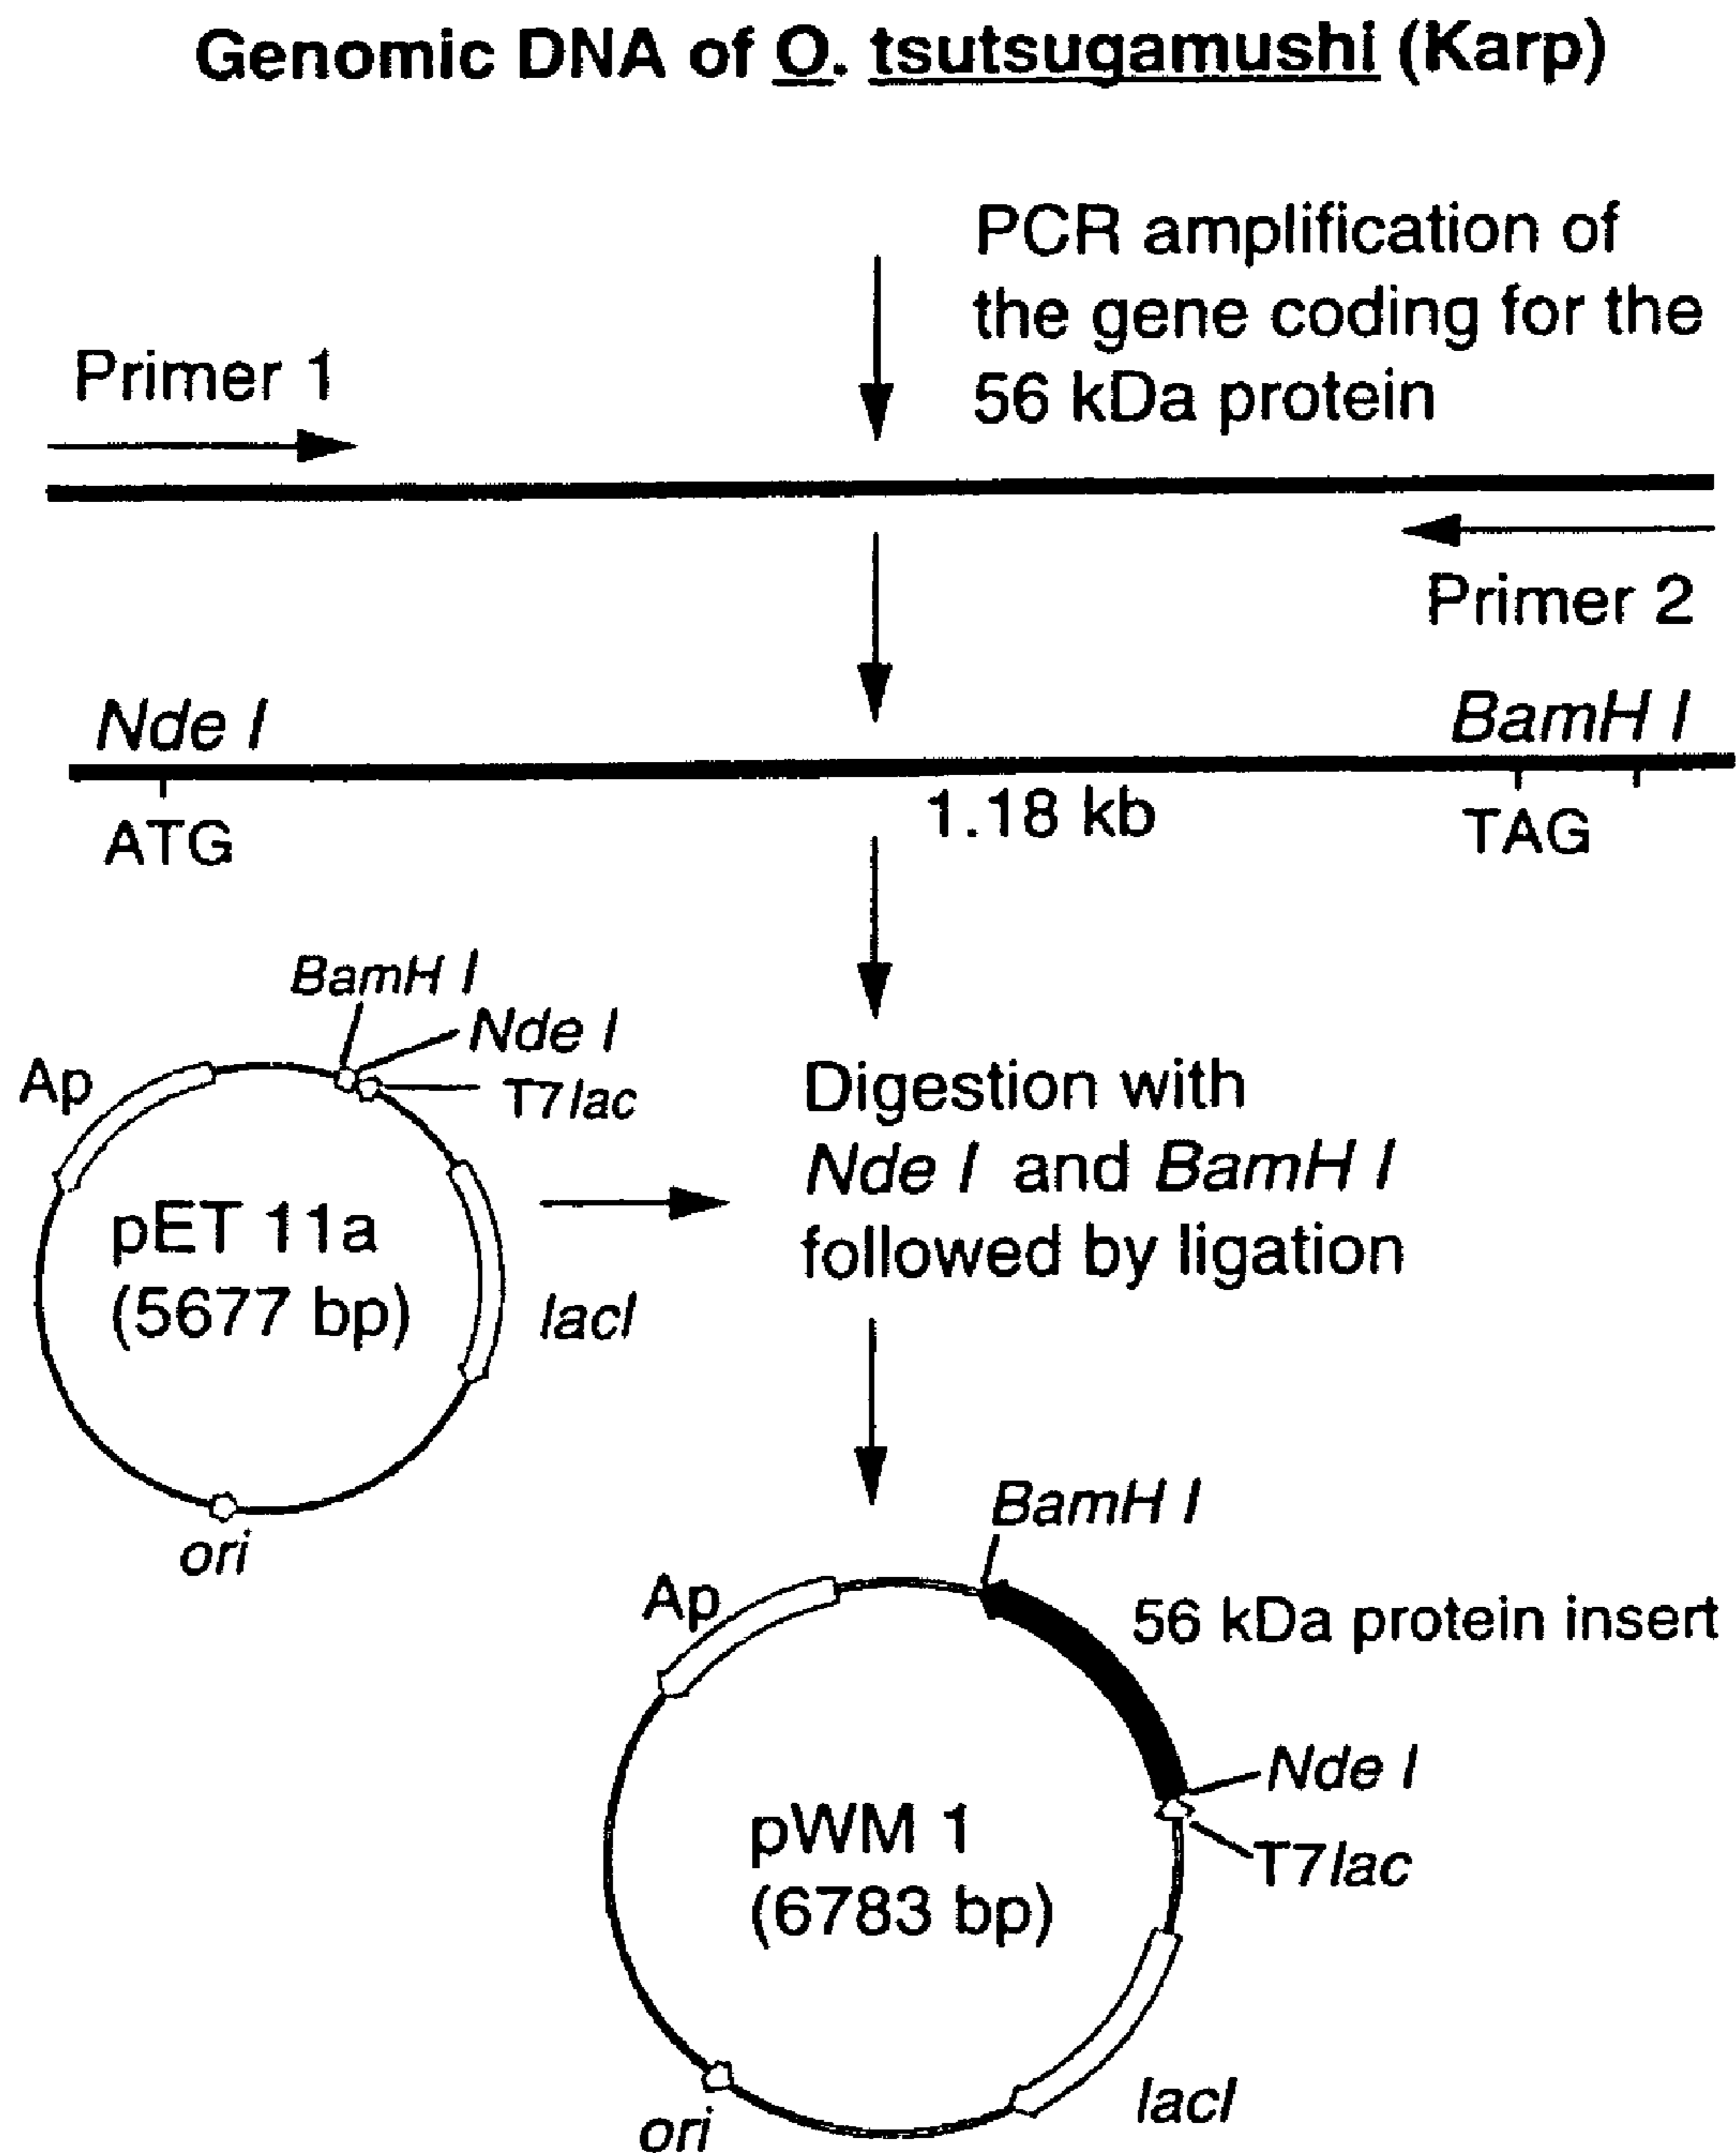 Genomic DNA of O. tsutsugamushi (Karp)
PCR amplification of
the gene coding for the
56 kDa protein
Primer 1
Primer 2
Nde I
BamH I
1.18 kb
ATG
TAG
BamH I
Nde I
T7lac
Ap
pET 11a
(5677 bp)
lacI
ori
Digestion with
Nde I and BamH I
followed by ligation
BamH I
Ap
56 kDa protein insert
Nde I
T7lac
pWM 1
(6783 bp)
lacI
ori